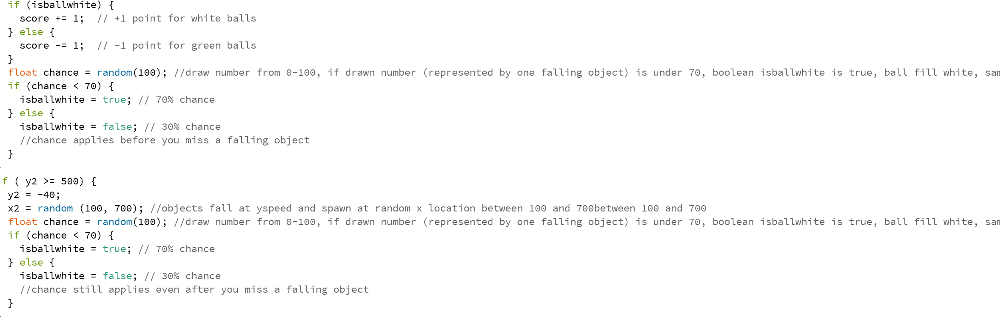 if (isballwhite) {
score += 1;  // +1 point for white balls
} else {
score -= 1;  // -1 point for green balls
}
float chance = random(100); //draw number from 0-100, if drawn number (represented by one falling object) is under 70, boolean isballwhite is true, ball fill white, sam
if (chance < 70) {
isballwhite = true; // 70% chance
} else {
isballwhite = false; // 30% chance
//chance applies before you miss a falling object
}
f ( y2 >= 500) {
y2 = -40;
x2 = random (100, 700); //objects fall at yspeed and spawn at random x location between 100 and 700between 100 and 700
float chance = random(100); //draw number from 0-100, if drawn number (represented by one falling object) is under 70, boolean isballwhite is true, ball fill white, sam
if (chance < 70) {
isballwhite = true; // 70% chance
} else {
isballwhite = false; // 30% chance
//chance still applies even after you miss a falling object
}